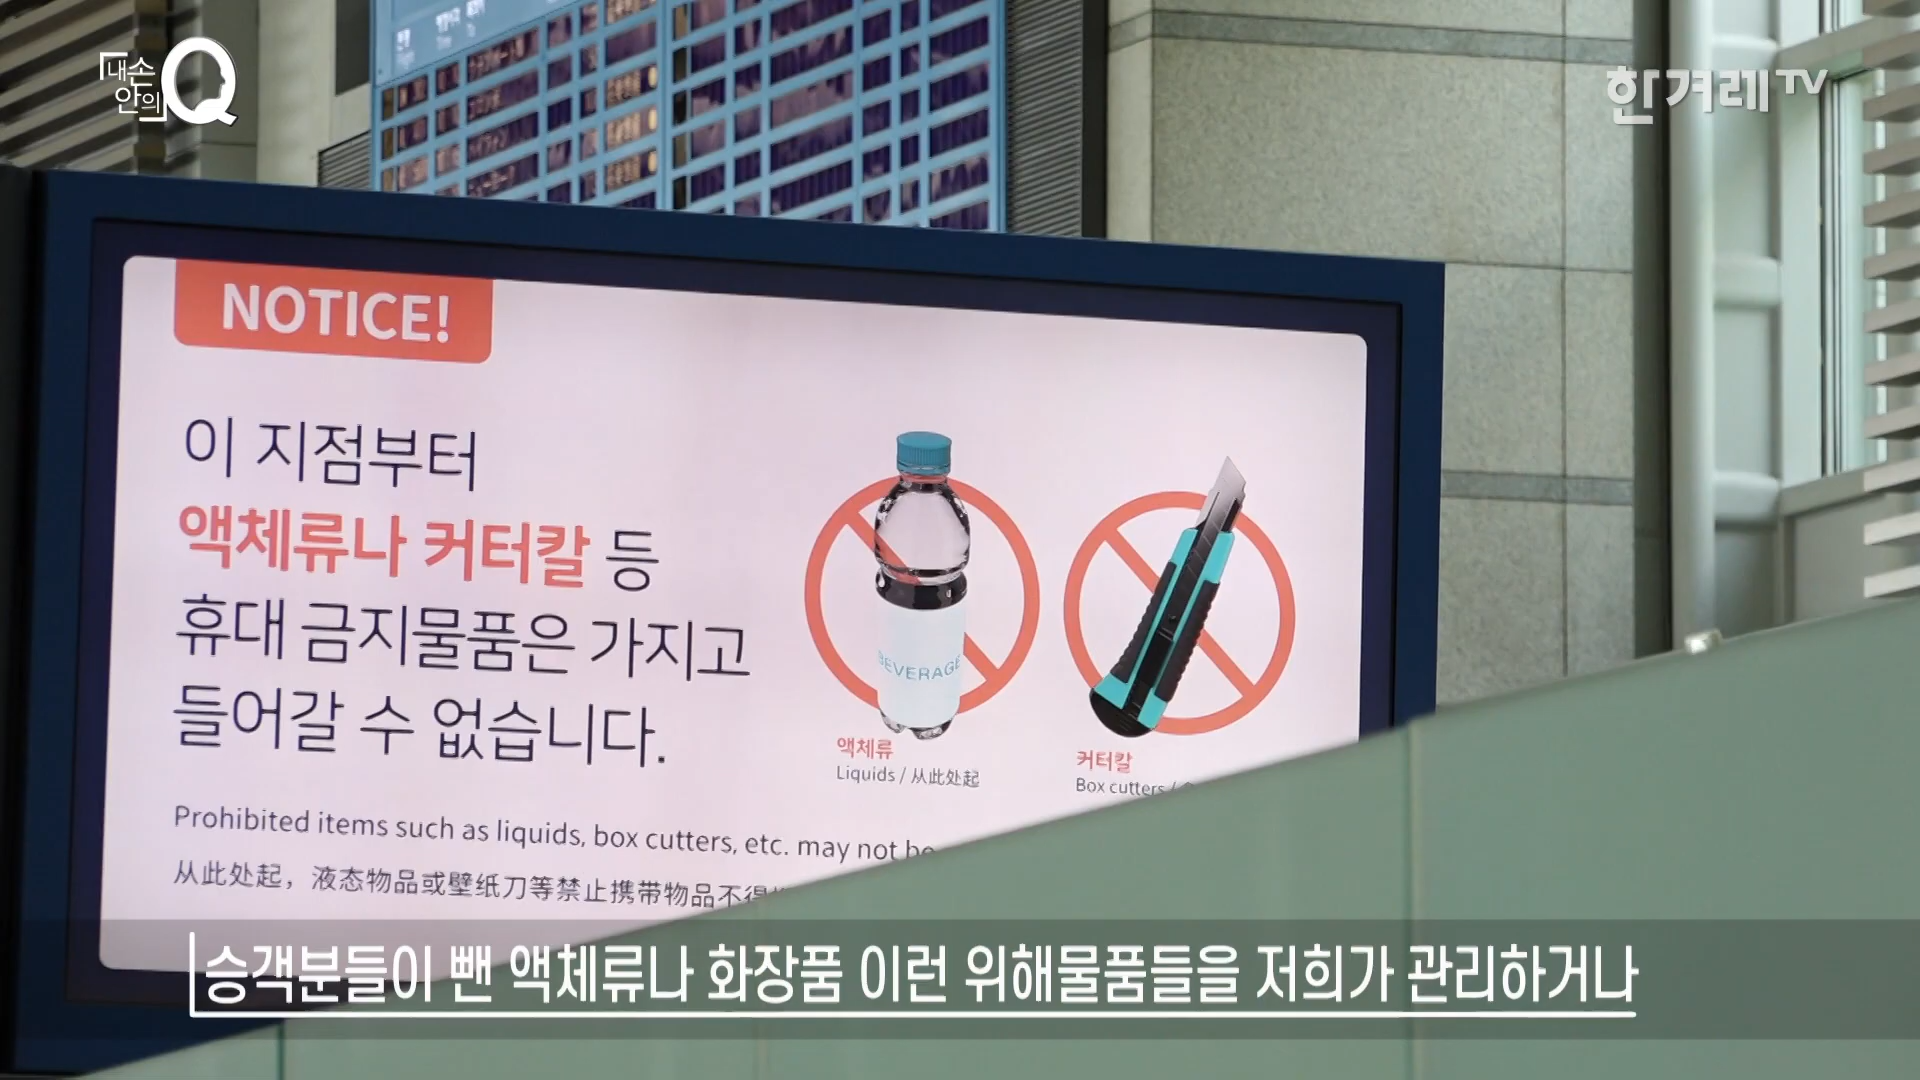 내손
안의Q
한겨레TV
NOTICE!
이 지점부터
액체류나 커터칼 등
휴대 금지물품은 가지고
들어갈 수 없습니다.
BEVERAGE
액체류
Liquids / 从此处起
커터칼
Box cutters /
Prohibited items such as liquids, box cutters, etc. may not be
从此处起，液态物品或壁纸刀等禁止携带物品不得
승객분들이 뺀 액체류나 화장품 이런 위해물품들을 저희가 관리하거나